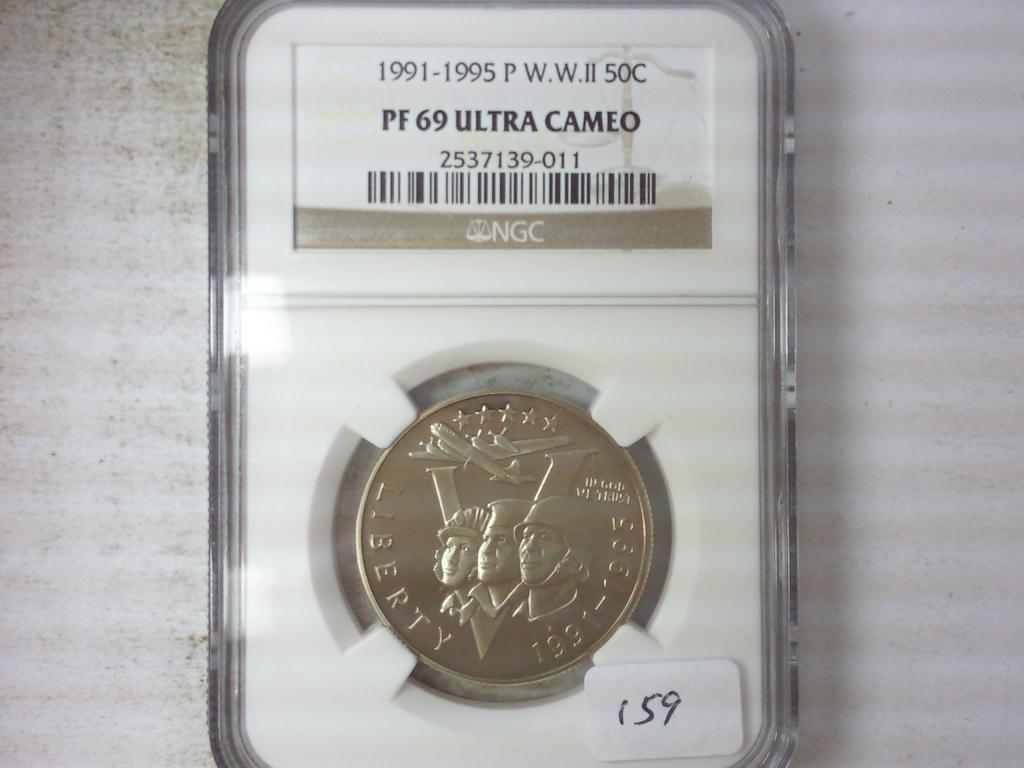 1991-1995 P W.W.II 50C
PF 69 ULTRA CAMEO
2537139-011
NGC
IN GOD
WE TRUST
LIBERTY
1991-1995
159